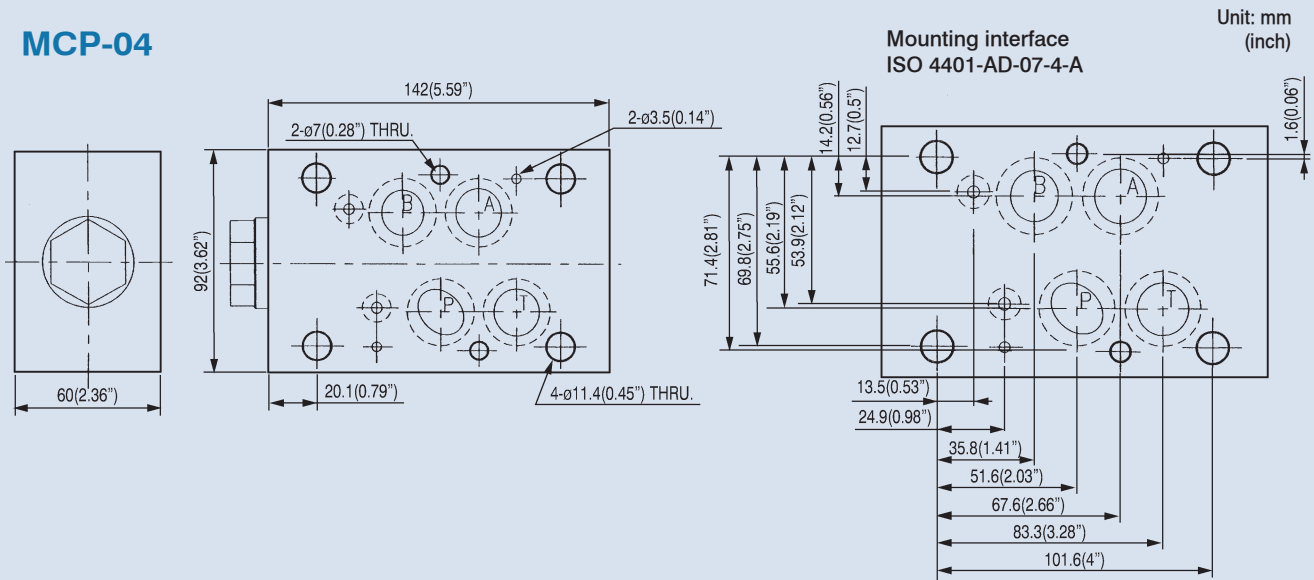 MCP-04
Unit: mm
(inch)
Mounting interface
ISO 4401-AD-07-4-A
142(5.59”)
2-ø7(0.28”) THRU.
2-ø3.5(0.14”)
92(3.62”)
B
A
P
T
60(2.36”)
20.1(0.79”)
4-ø11.4(0.45”) THRU.
14.2(0.56”)
12.7(0.5”)
1.6(0.06”)
71.4(2.81”)
69.8(2.75”)
55.6(2.19”)
53.9(2.12”)
B
A
P
T
13.5(0.53”)
24.9(0.98”)
35.8(1.41”)
51.6(2.03”)
67.6(2.66”)
83.3(3.28”)
101.6(4”)